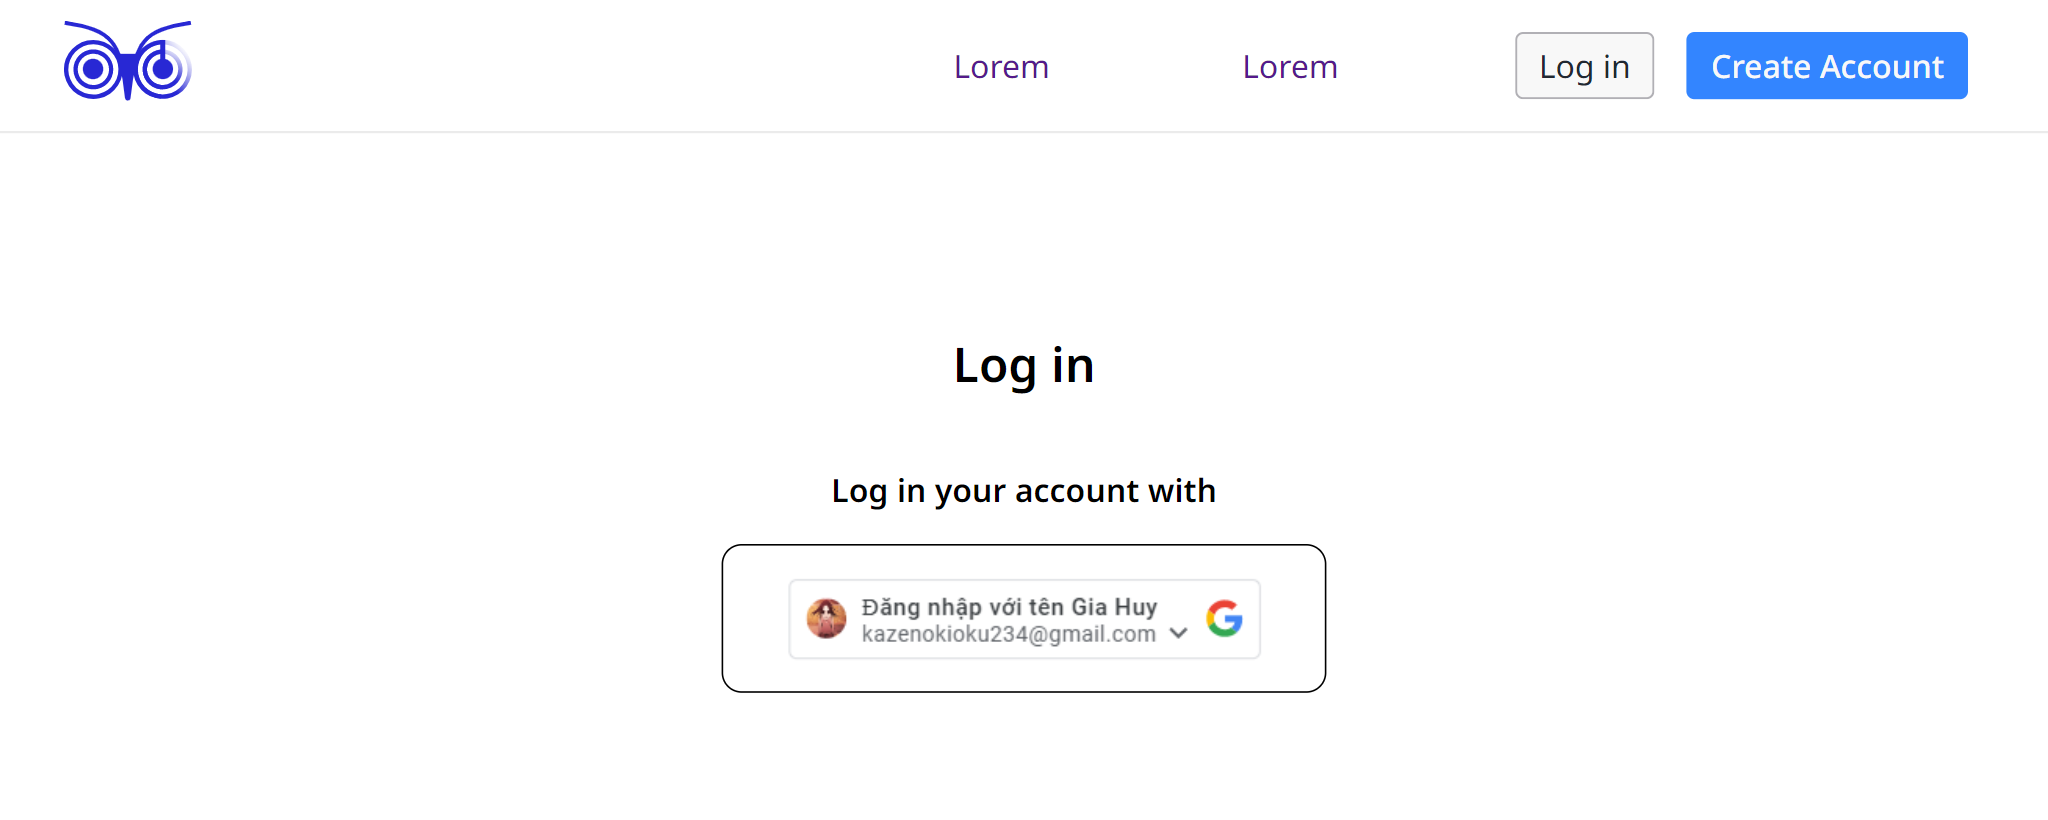 Lorem
Lorem
Log in
Create Account
Log in
Log in your account with
Đăng nhập với tên Gia Huy
kazenokioku234@gmail.com